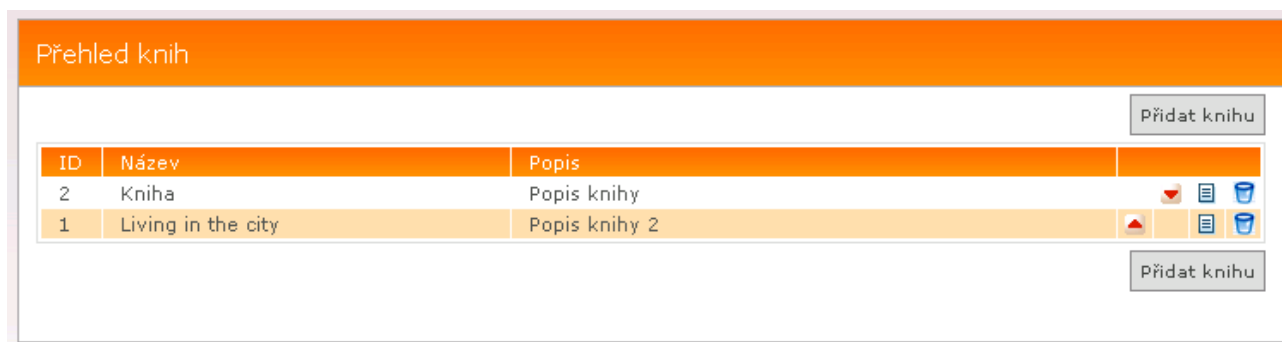 Přehled knih
Přidat knihu
ID Název Popis
2 Kniha Popis knihy
1 Living in the city Popis knihy 2
Přidat knihu